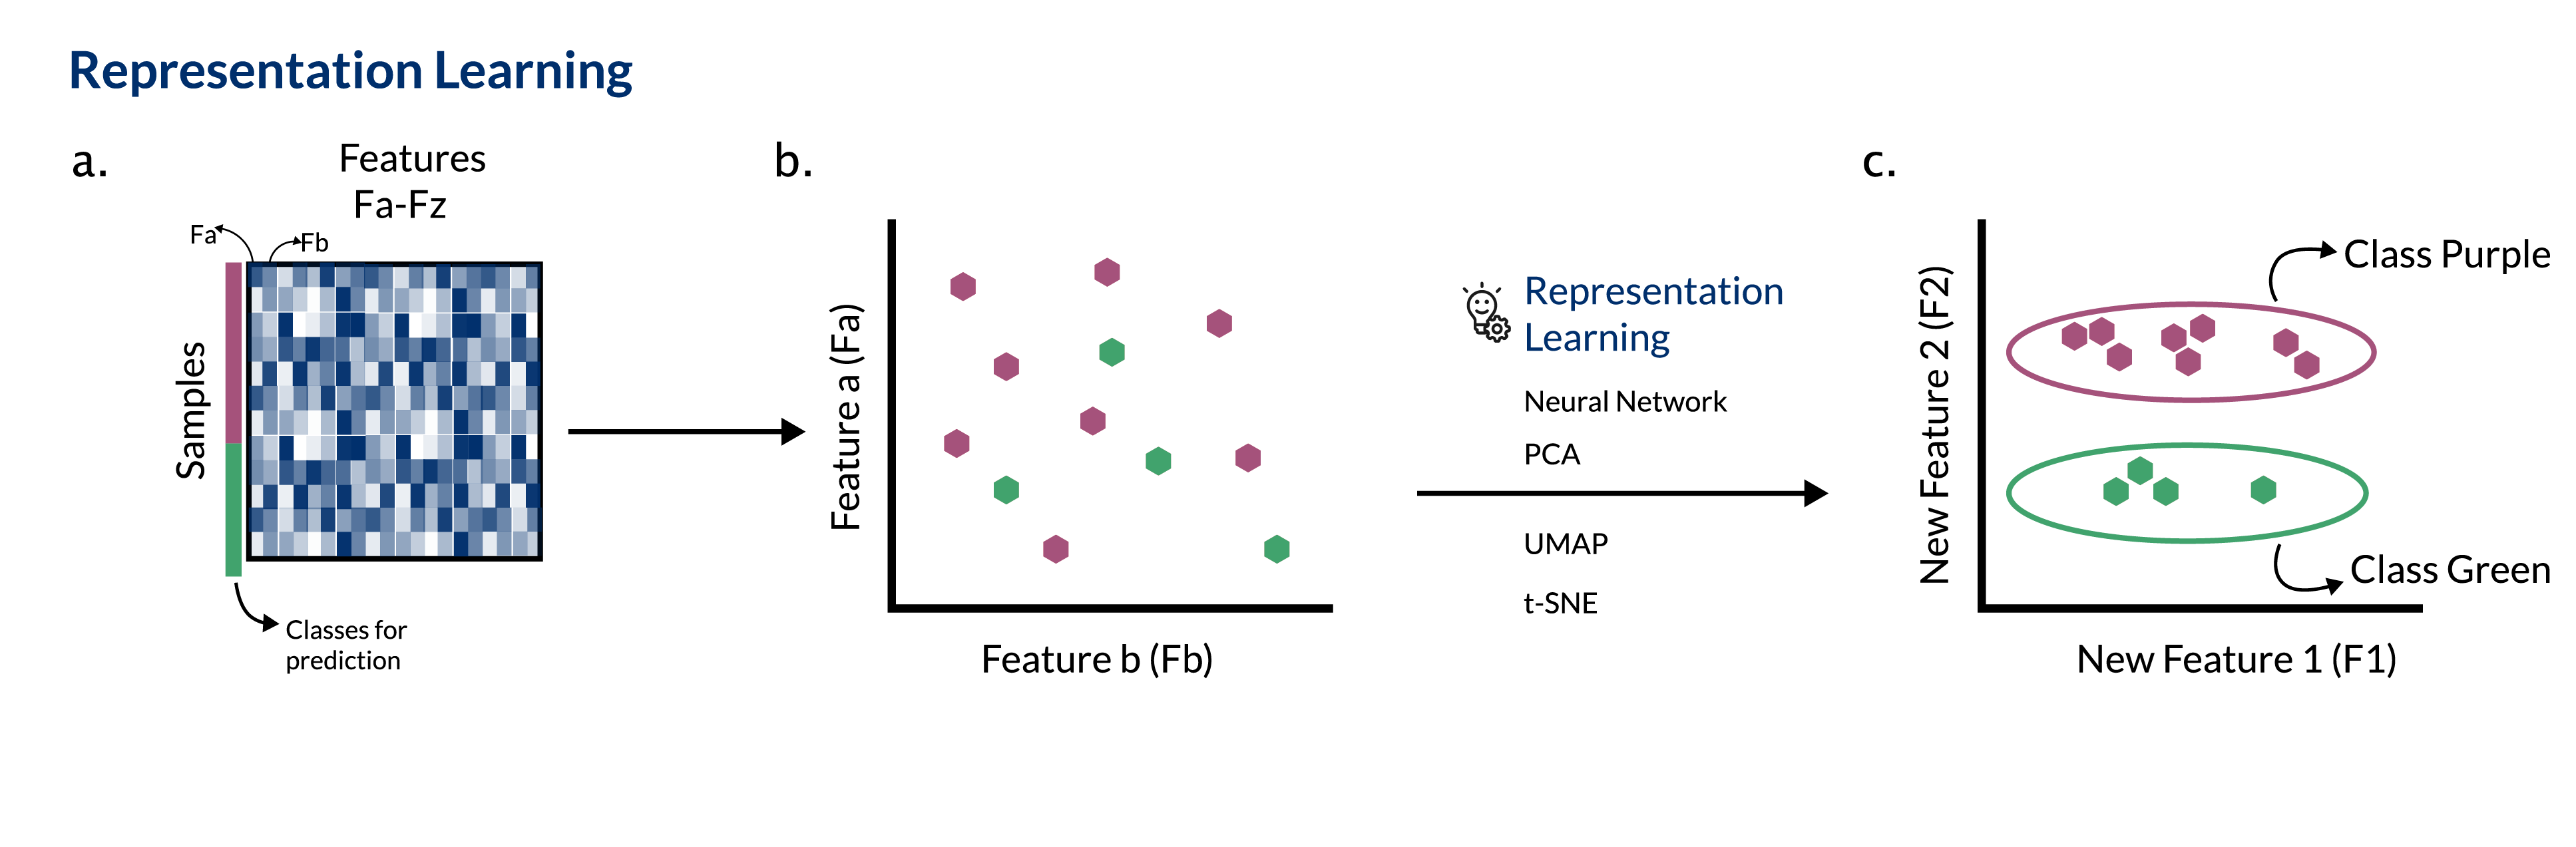 Representation Learning
a.
Features
Fa-Fz
Fa
Fb
Samples
Classes for
prediction
b.
Feature a (Fa)
Feature b (Fb)
Representation
Learning
Neural Network
PCA
UMAP
t-SNE
c.
New Feature 2 (F2)
Class Purple
Class Green
New Feature 1 (F1)